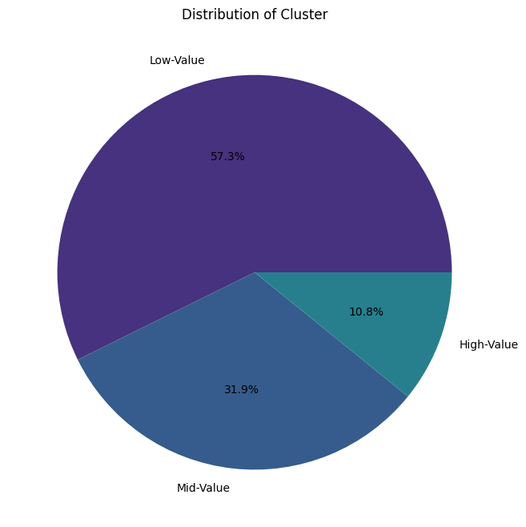 Distribution of Cluster
Low-Value
57.3%
10.8%
High-Value
31.9%
Mid-Value